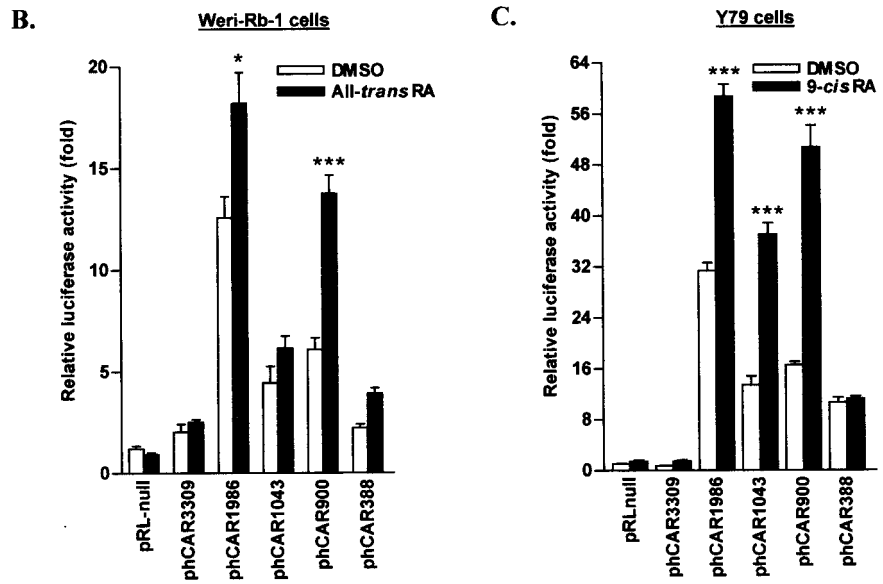 B.
Weri-Rb-1 cells
DMSO
All-trans RA
Relative luciferase activity (fold)
20
15
10
5
0
*
***
pRL-null
phCAR3309
phCAR1986
phCAR1043
phCAR900
phCAR388
C.
Y79 cells
DMSO
9-cis RA
Relative luciferase activity (fold)
64
56
48
40
32
24
16
8
0
***
***
***
pRLnull
phCAR3309
phCAR1986
phCAR1043
phCAR900
phCAR388